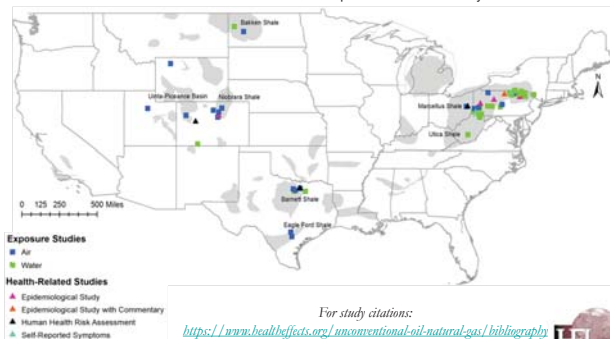 Bakken Shale
Uinta-Piceance Basin
Niobrara Shale
Marcellus Shale
Utica Shale
Barnett Shale
Eagle Ford Shale
N
0 125 250 500 Miles
Exposure Studies
Air
Water
Health-Related Studies
Epidemiological Study
Epidemiological Study with Commentary
Human Health Risk Assessment
Self-Reported Symptoms
For study citations:
https://www.healtheffects.org/unconventional-oil-natural-gas/bibliography